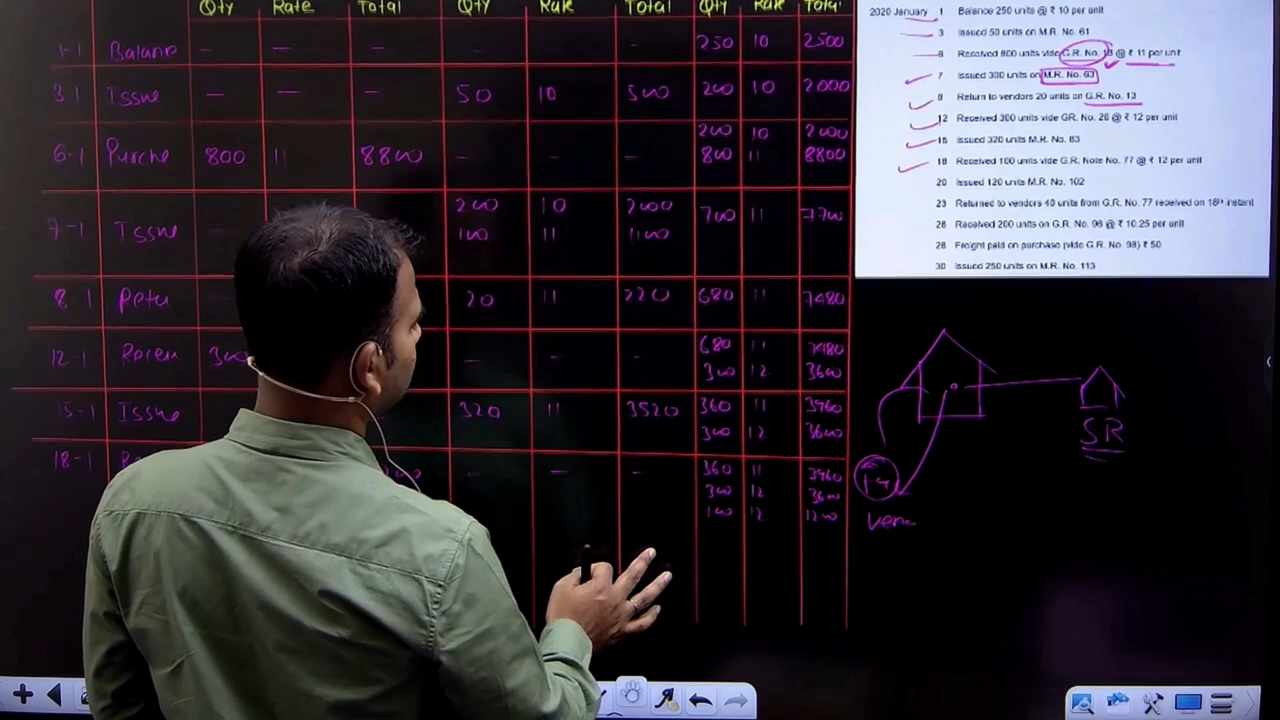 Qty Rate Total Qty Rate Total Qty Rate Total
1-1 Balance - - - - - - 250 10 2500
3-1 Issue - - - 50 10 500 200 10 2000
200 10 2000
6-1 Purche 800 11 8800 - - - 800 11 8800
200 10 2000 700 11 7700
7-1 Issue 100 11 1100
8-1 Retu 20 11 220 680 11 7480
680 11 7480
12-1 300 - - - 300 12 3600
15-1 Issue 320 11 3520 360 11 3960
300 12 3600
18-1 - - - 360 11 3960
300 12 3600
100 12 1200
2020 January 1 Balance 250 units @ ₹ 10 per unit
3 Issued 50 units on M.R. No. 61
6 Received 800 units vide G.R. No. 13 @ ₹ 11 per unit
7 Issued 300 units on M.R. No. 63
8 Return to vendors 20 units on G.R. No. 13
12 Received 300 units vide GR. No. 26 @ ₹ 12 per unit
15 Issued 320 units M.R. No. 83
18 Received 100 units vide G.R. Note No. 77 @ ₹ 12 per unit
20 Issued 120 units M.R. No. 102
23 Returned to vendors 40 units from G.R. No. 77 received on 18th instant
26 Received 200 units on G.R. No. 96 @ ₹ 10.25 per unit
28 Freight paid on purchase (vide G.R. No. 98) ₹ 50
30 Issued 250 units on M.R. No. 113
SR